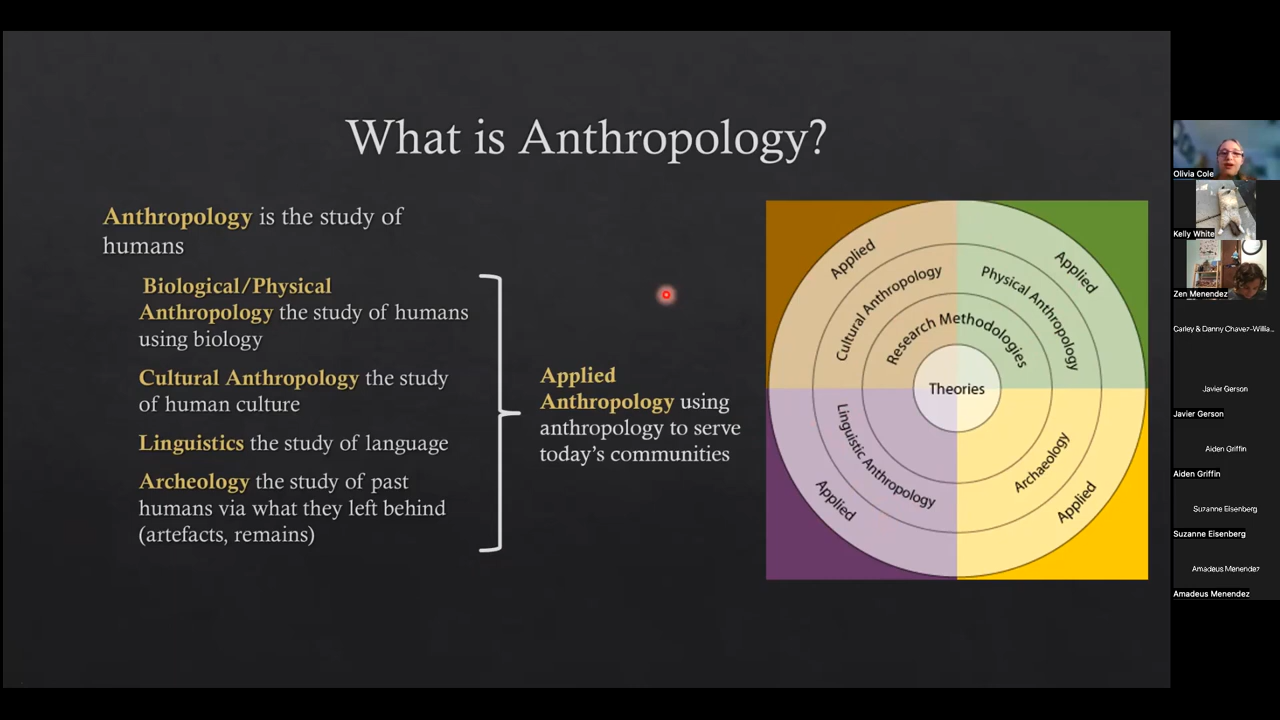 What is Anthropology?
Anthropology is the study of
humans
Biological/Physical
Anthropology the study of humans
using biology
Cultural Anthropology the study
of human culture
Linguistics the study of language
Archeology the study of past
humans via what they left behind
(artefacts, remains)
Applied
Anthropology using
anthropology to serve
today's communities
Applied
Applied
Cultural Anthropology
Physical Anthropology
Research Methodologies
Theories
Linguistic Anthropology
Archaeology
Applied
Applied
Olivia Cole
Kelly White
Zen Menendez
Carley & Danny Chavez-Willia...
Javier Gerson
Javier Gerson
Aiden Griffin
Aiden Griffin
Suzanne Eisenberg
Suzanne Eisenberg
Amadeus Menendez
Amadeus Menendez